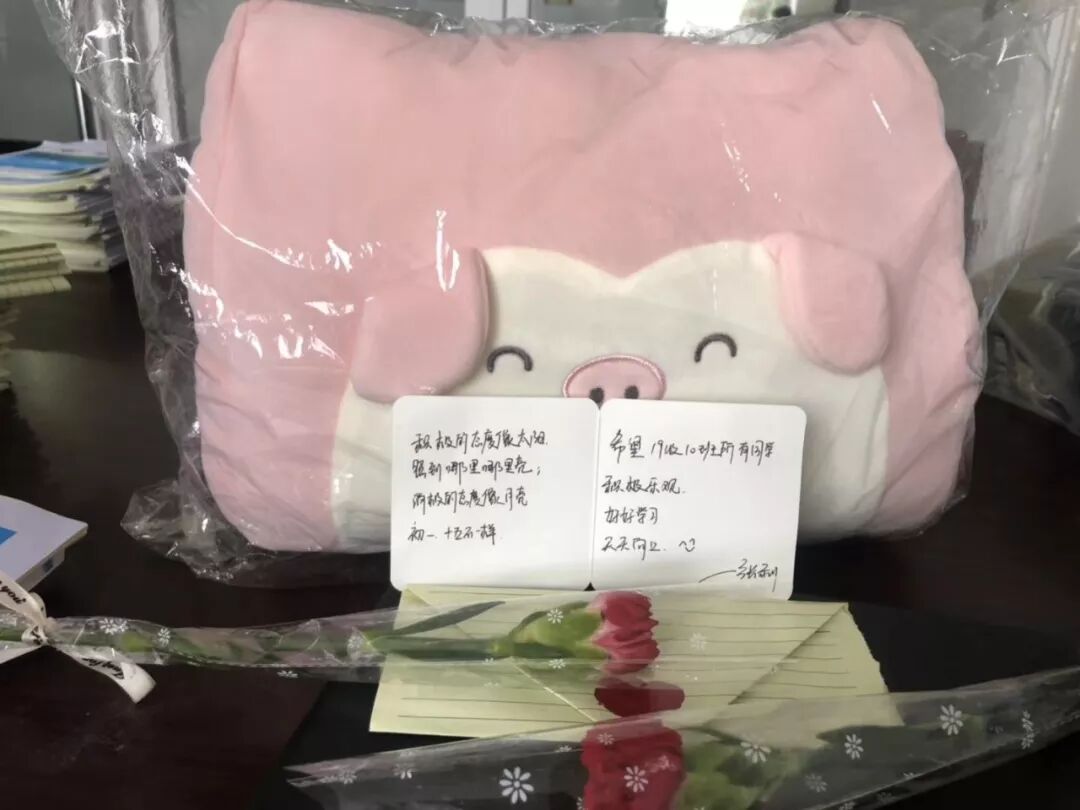 积极的态度像太阳
照到哪里哪里亮;
消极的态度像月亮
初一、十五不一样.
希望19级10班所有同学
积极乐观.
好好学习
天天向上.